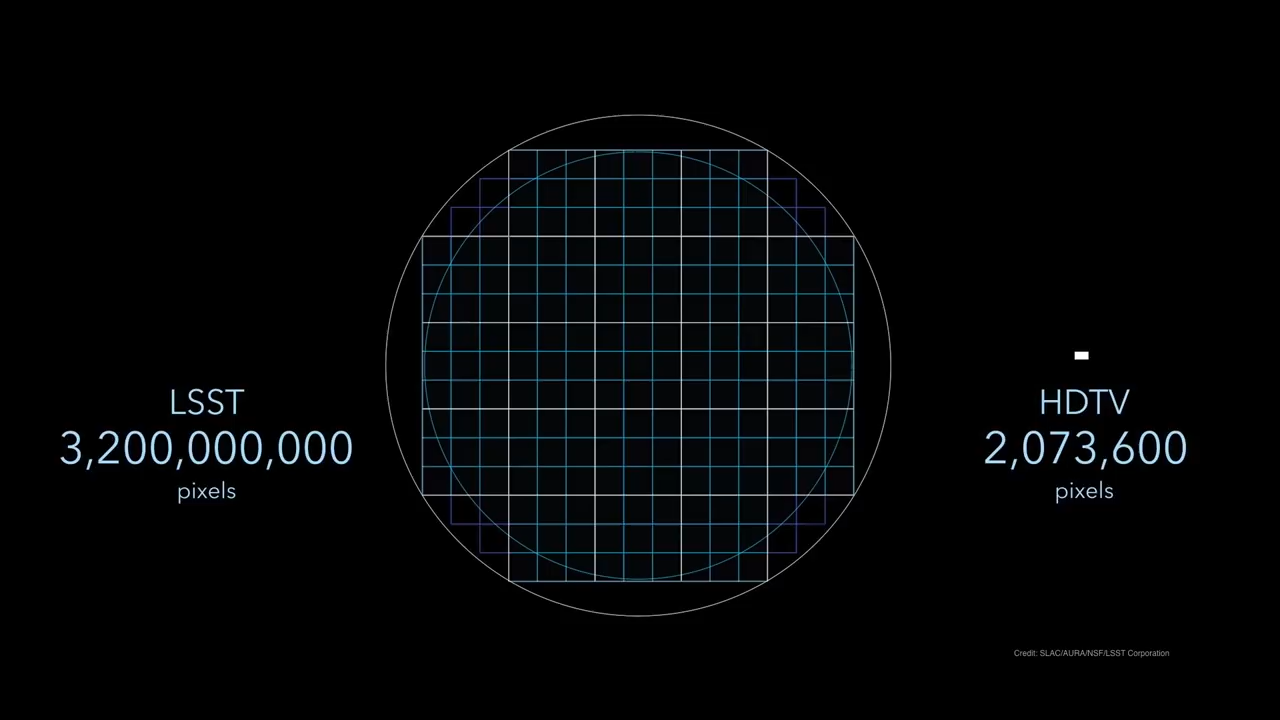 LSST
3,200,000,000
pixels
HDTV
2,073,600
pixels
Credit: SLAC/AURA/NSF/LSST Corporation